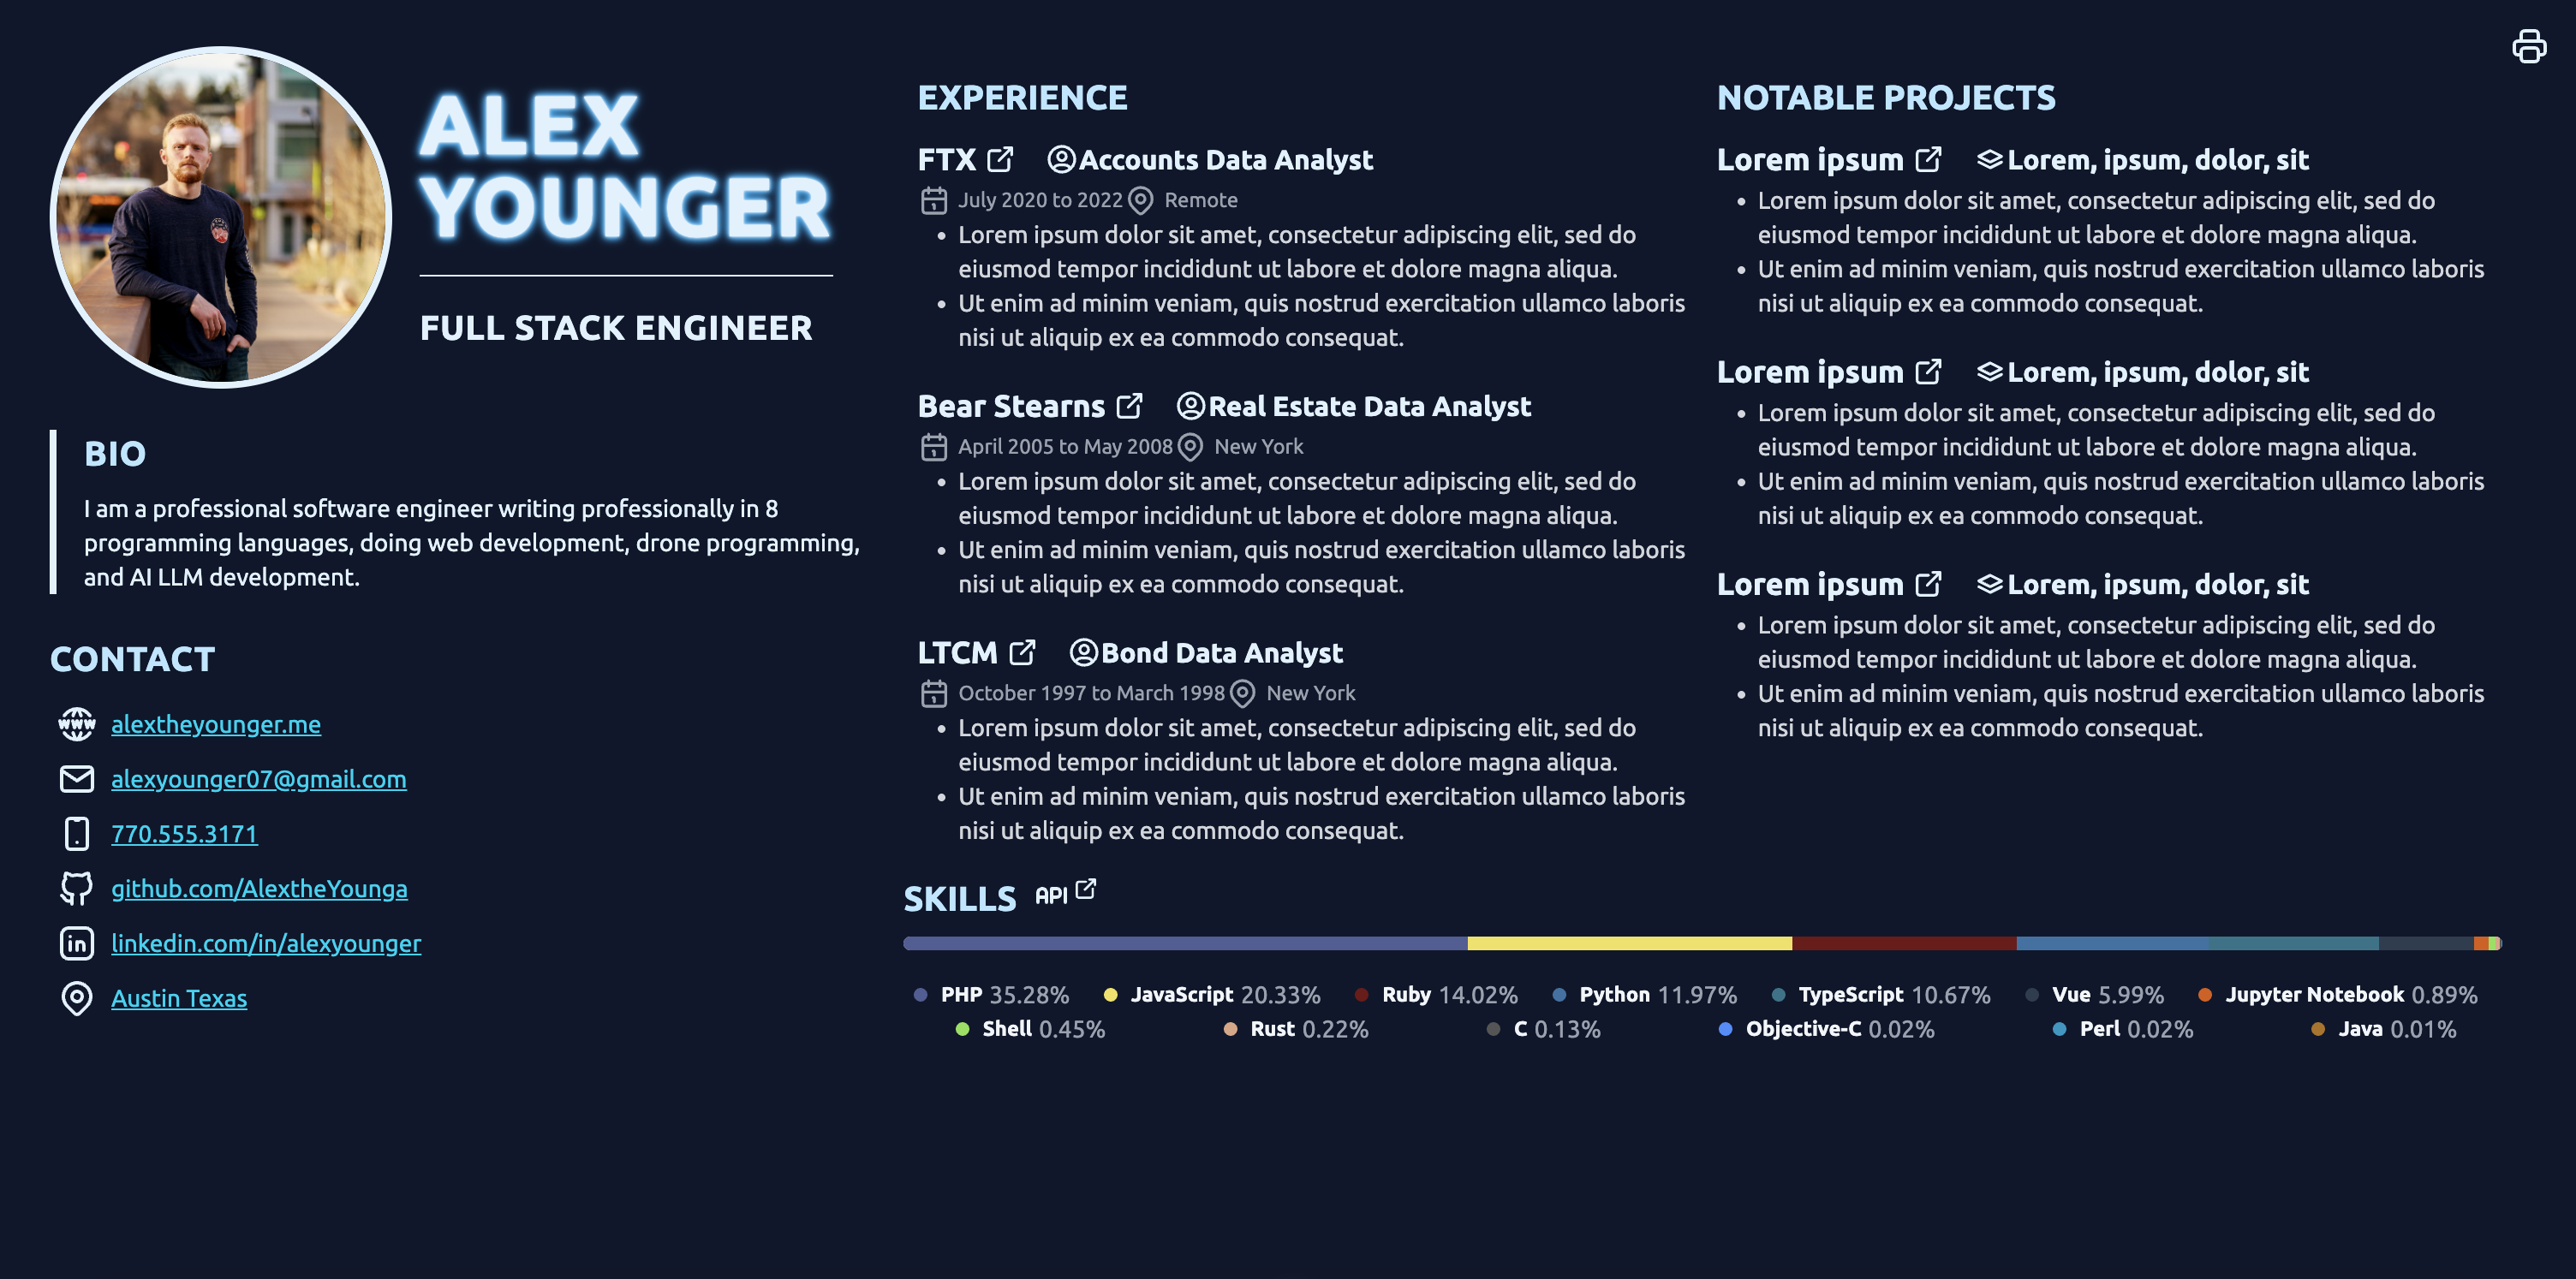 ALEX
YOUNGER
FULL STACK ENGINEER
BIO
I am a professional software engineer writing professionally in 8
programming languages, doing web development, drone programming,
and AI LLM development.
CONTACT
www alextheyounger.me
alexyounger07@gmail.com
770.555.3171
github.com/AlextheYounga
in linkedin.com/in/alexyounger
Austin Texas
EXPERIENCE
FTX Accounts Data Analyst
July 2020 to 2022 Remote
• Lorem ipsum dolor sit amet, consectetur adipiscing elit, sed do
eiusmod tempor incididunt ut labore et dolore magna aliqua.
• Ut enim ad minim veniam, quis nostrud exercitation ullamco laboris
nisi ut aliquip ex ea commodo consequat.
Bear Stearns Real Estate Data Analyst
April 2005 to May 2008 New York
• Lorem ipsum dolor sit amet, consectetur adipiscing elit, sed do
eiusmod tempor incididunt ut labore et dolore magna aliqua.
• Ut enim ad minim veniam, quis nostrud exercitation ullamco laboris
nisi ut aliquip ex ea commodo consequat.
LTCM Bond Data Analyst
October 1997 to March 1998 New York
• Lorem ipsum dolor sit amet, consectetur adipiscing elit, sed do
eiusmod tempor incididunt ut labore et dolore magna aliqua.
• Ut enim ad minim veniam, quis nostrud exercitation ullamco laboris
nisi ut aliquip ex ea commodo consequat.
NOTABLE PROJECTS
Lorem ipsum Lorem, ipsum, dolor, sit
• Lorem ipsum dolor sit amet, consectetur adipiscing elit, sed do
eiusmod tempor incididunt ut labore et dolore magna aliqua.
• Ut enim ad minim veniam, quis nostrud exercitation ullamco laboris
nisi ut aliquip ex ea commodo consequat.
Lorem ipsum Lorem, ipsum, dolor, sit
• Lorem ipsum dolor sit amet, consectetur adipiscing elit, sed do
eiusmod tempor incididunt ut labore et dolore magna aliqua.
• Ut enim ad minim veniam, quis nostrud exercitation ullamco laboris
nisi ut aliquip ex ea commodo consequat.
Lorem ipsum Lorem, ipsum, dolor, sit
• Lorem ipsum dolor sit amet, consectetur adipiscing elit, sed do
eiusmod tempor incididunt ut labore et dolore magna aliqua.
• Ut enim ad minim veniam, quis nostrud exercitation ullamco laboris
nisi ut aliquip ex ea commodo consequat.
SKILLS API
PHP 35.28% JavaScript 20.33% Ruby 14.02% Python 11.97% TypeScript 10.67% Vue 5.99% Jupyter Notebook 0.89%
Shell 0.45% Rust 0.22% C 0.13% Objective-C 0.02% Perl 0.02% Java 0.01%